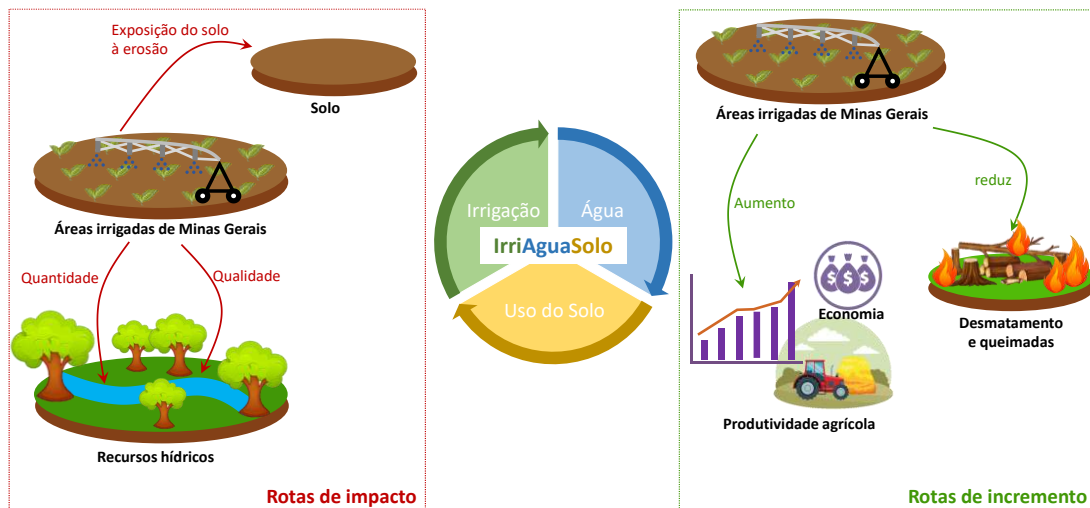 Exposição do solo
à erosão
Solo
Áreas irrigadas de Minas Gerais
Quantidade
Qualidade
Recursos hídricos
Rotas de impacto
Irrigação
Água
IrriAguaSolo
Uso do Solo
Áreas irrigadas de Minas Gerais
Aumento
reduz
$ $ $
Economia
Produtividade agrícola
Desmatamento
e queimadas
Rotas de incremento